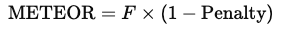 METEOR = F × (1 − Penalty)